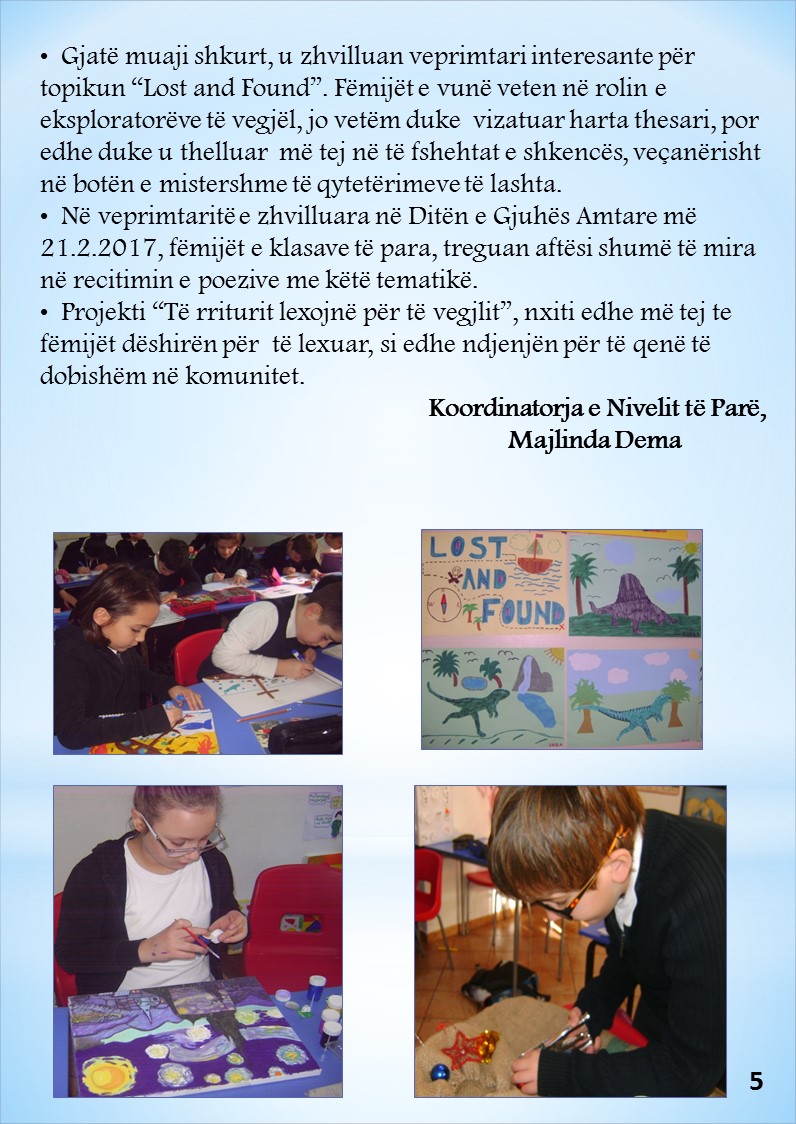 • Gjatë muaji shkurt, u zhvilluan veprimtari interesante për
topikun “Lost and Found”. Fëmijët e vunë veten në rolin e
eksploratorëve të vegjël, jo vetëm duke vizatuar harta thesari, por
edhe duke u thelluar më tej në të fshehtat e shkencës, veçanërisht
në botën e mistershme të qytetërimeve të lashta.
• Në veprimtaritë e zhvilluara në Ditën e Gjuhës Amtare më
21.2.2017, fëmijët e klasave të para, treguan aftësi shumë të mira
në recitimin e poezive me këtë tematikë.
• Projekti “Të rriturit lexojnë për të vegjlit”, nxiti edhe më tej te
fëmijët dëshirën për të lexuar, si edhe ndjenjën për të qenë të
dobishëm në komunitet.
Koordinatorja e Nivelit të Parë,
Majlinda Dema
LOST
AND
FOUND
5